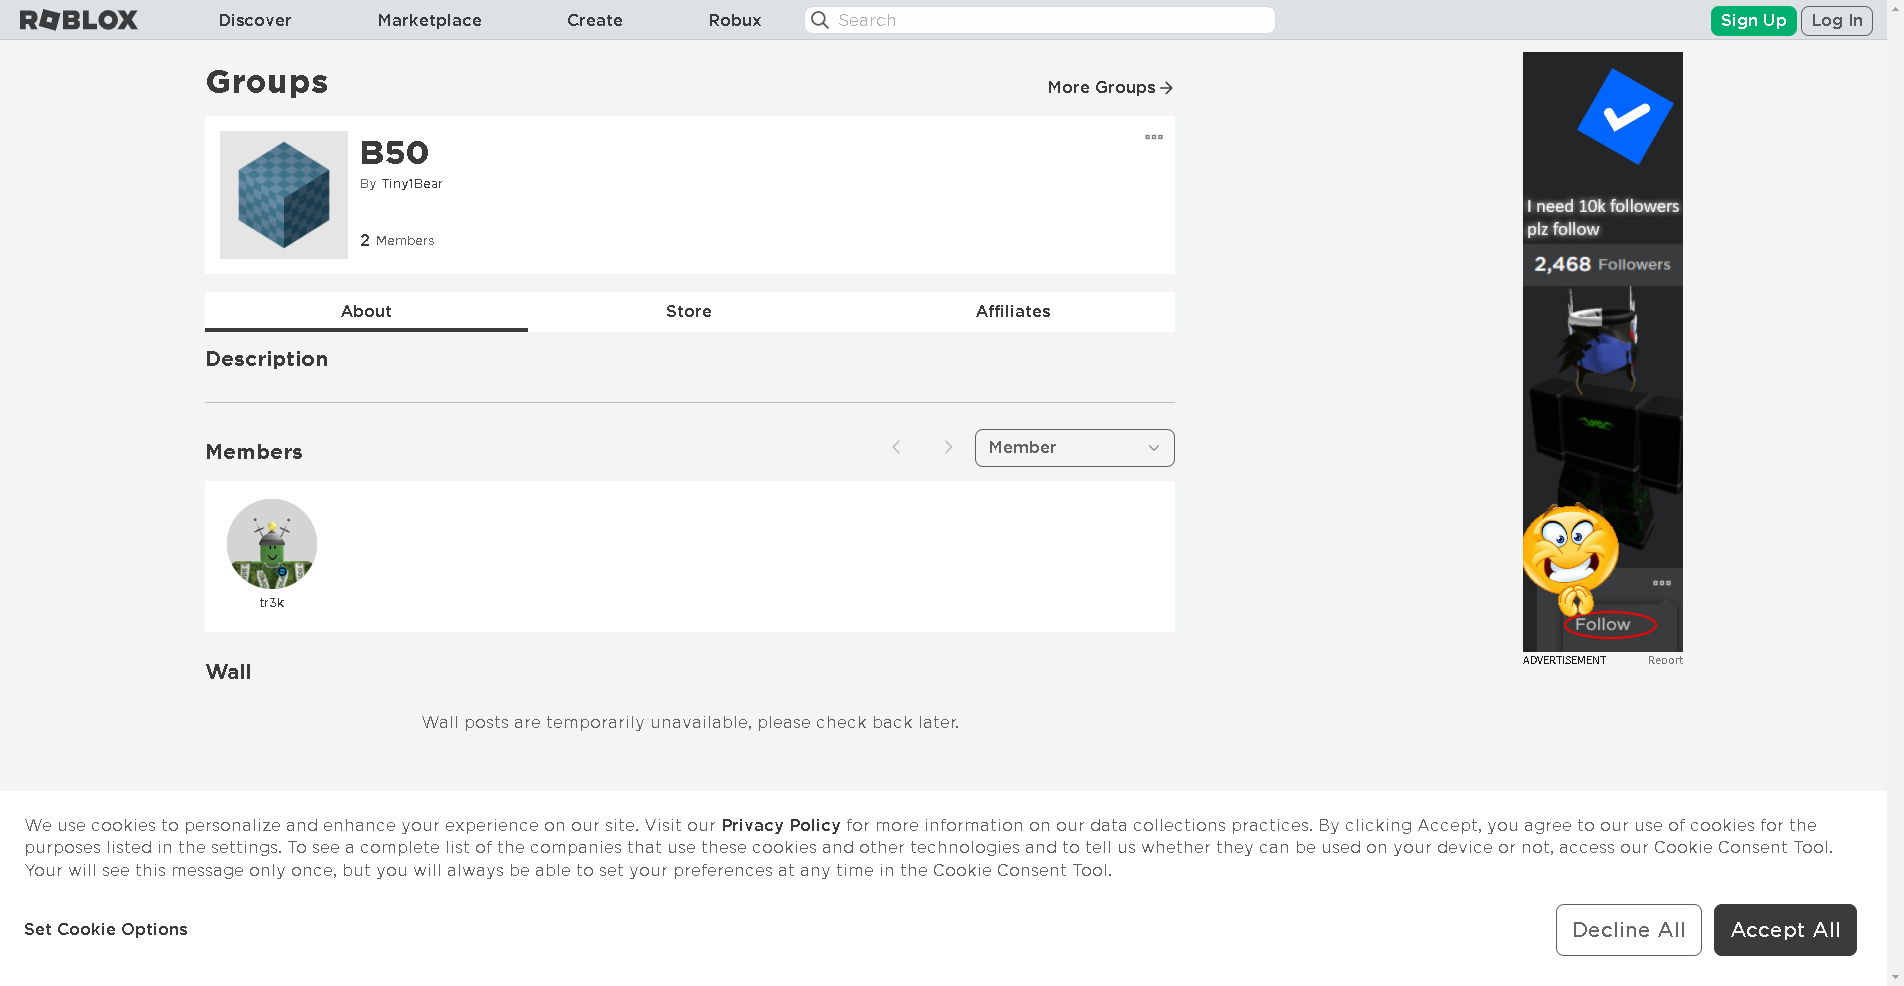 ROBLOX
Discover
Marketplace
Create
Robux
Search
Sign Up
Log In
Groups
More Groups
B50
By Tiny1Bear
2 Members
About
Store
Affiliates
Description
Members
Member
tr3k
Wall
Wall posts are temporarily unavailable, please check back later.
I need 10k followers
plz follow
2,468 Followers
Follow
ADVERTISEMENT
Report
We use cookies to personalize and enhance your experience on our site. Visit our Privacy Policy for more information on our data collections practices. By clicking Accept, you agree to our use of cookies for the
purposes listed in the settings. To see a complete list of the companies that use these cookies and other technologies and to tell us whether they can be used on your device or not, access our Cookie Consent Tool.
Your will see this message only once, but you will always be able to set your preferences at any time in the Cookie Consent Tool.
Set Cookie Options
Decline All
Accept All